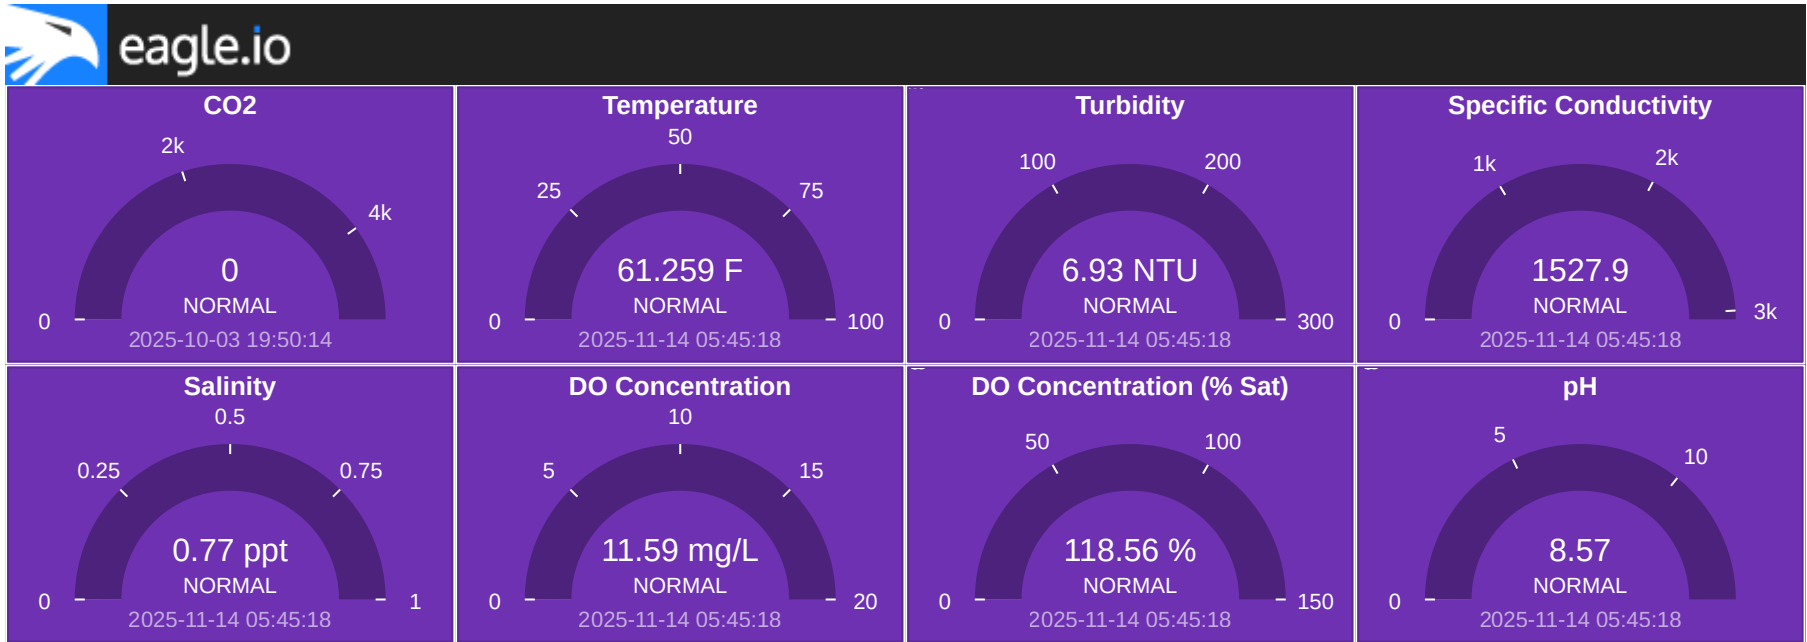 eagle.io
CO2
2k
4k
0
0
NORMAL
2025-10-03 19:50:14
Temperature
50
25
75
61.259 F
NORMAL
0
100
2025-11-14 05:45:18
Turbidity
100
200
6.93 NTU
NORMAL
0
300
2025-11-14 05:45:18
Specific Conductivity
1k
2k
1527.9
NORMAL
0
3k
2025-11-14 05:45:18
Salinity
0.5
0.25
0.75
0.77 ppt
NORMAL
0
1
2025-11-14 05:45:18
DO Concentration
10
5
15
11.59 mg/L
NORMAL
0
20
2025-11-14 05:45:18
DO Concentration (% Sat)
50
100
118.56 %
NORMAL
0
150
2025-11-14 05:45:18
pH
5
10
8.57
NORMAL
0
2025-11-14 05:45:18